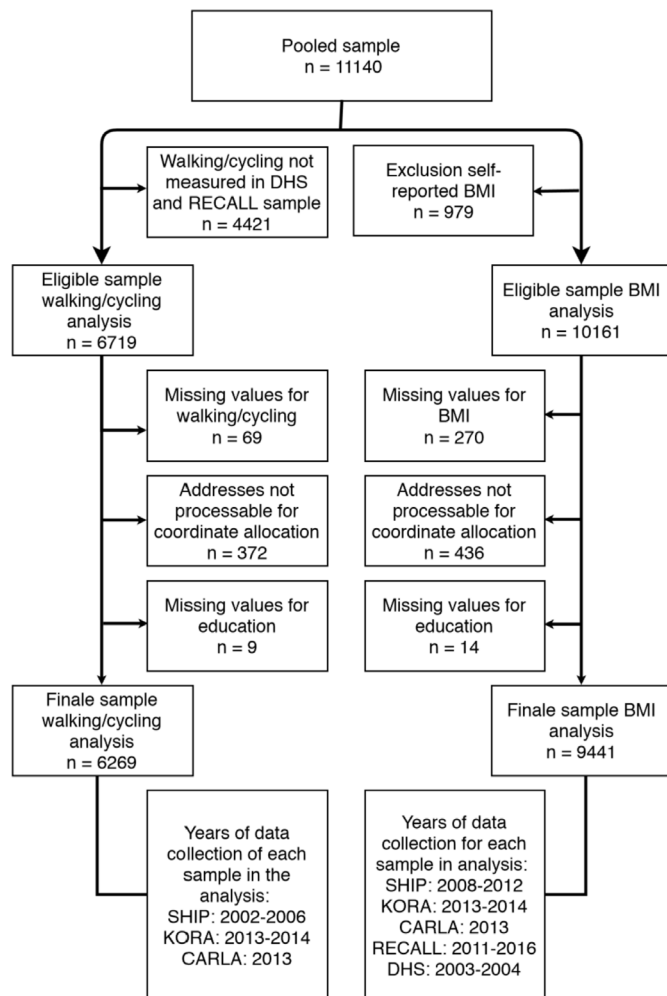 Pooled sample
n = 11140
Walking/cycling not
measured in DHS
and RECALL sample
n = 4421
Exclusion self-
reported BMI
n = 979
Eligible sample
walking/cycling
analysis
n = 6719
Eligible sample BMI
analysis
n = 10161
Missing values for
walking/cycling
n = 69
Missing values for
BMI
n = 270
Addresses not
processable for
coordinate allocation
n = 372
Addresses not
processable for
coordinate allocation
n = 436
Missing values for
education
n = 9
Missing values for
education
n = 14
Finale sample
walking/cycling
analysis
n = 6269
Finale sample BMI
analysis
n = 9441
Years of data
collection of each
sample in the
analysis:
SHIP: 2002-2006
KORA: 2013-2014
CARLA: 2013
Years of data
collection for each
sample in analysis:
SHIP: 2008-2012
KORA: 2013-2014
CARLA: 2013
RECALL: 2011-2016
DHS: 2003-2004